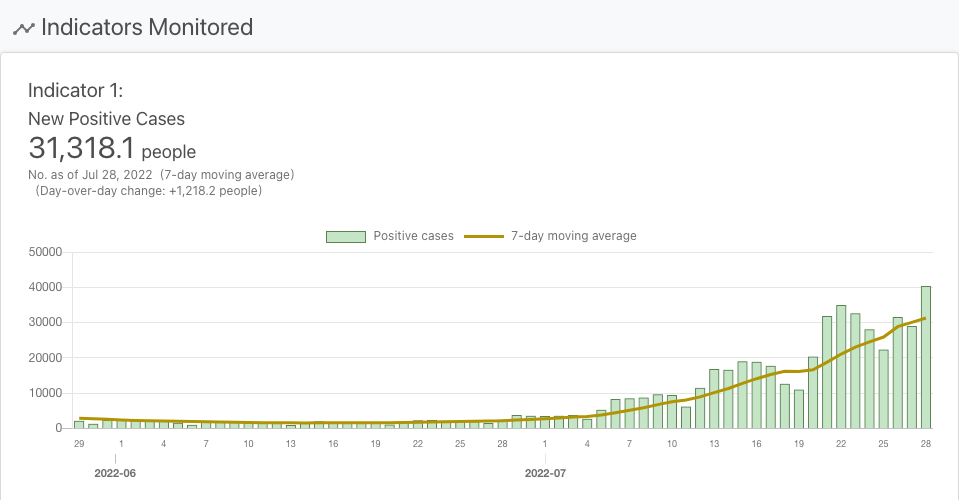 Indicators Monitored
Indicator 1:
New Positive Cases
31,318.1 people
No. as of Jul 28, 2022 (7-day moving average)
(Day-over-day change: +1,218.2 people)
Positive cases 7-day moving average
50000
40000
30000
20000
10000
0
29 1 4 7 10 13 16 19 22 25 28 1 4 7 10 13 16 19 22 25 28
2022-06 2022-07